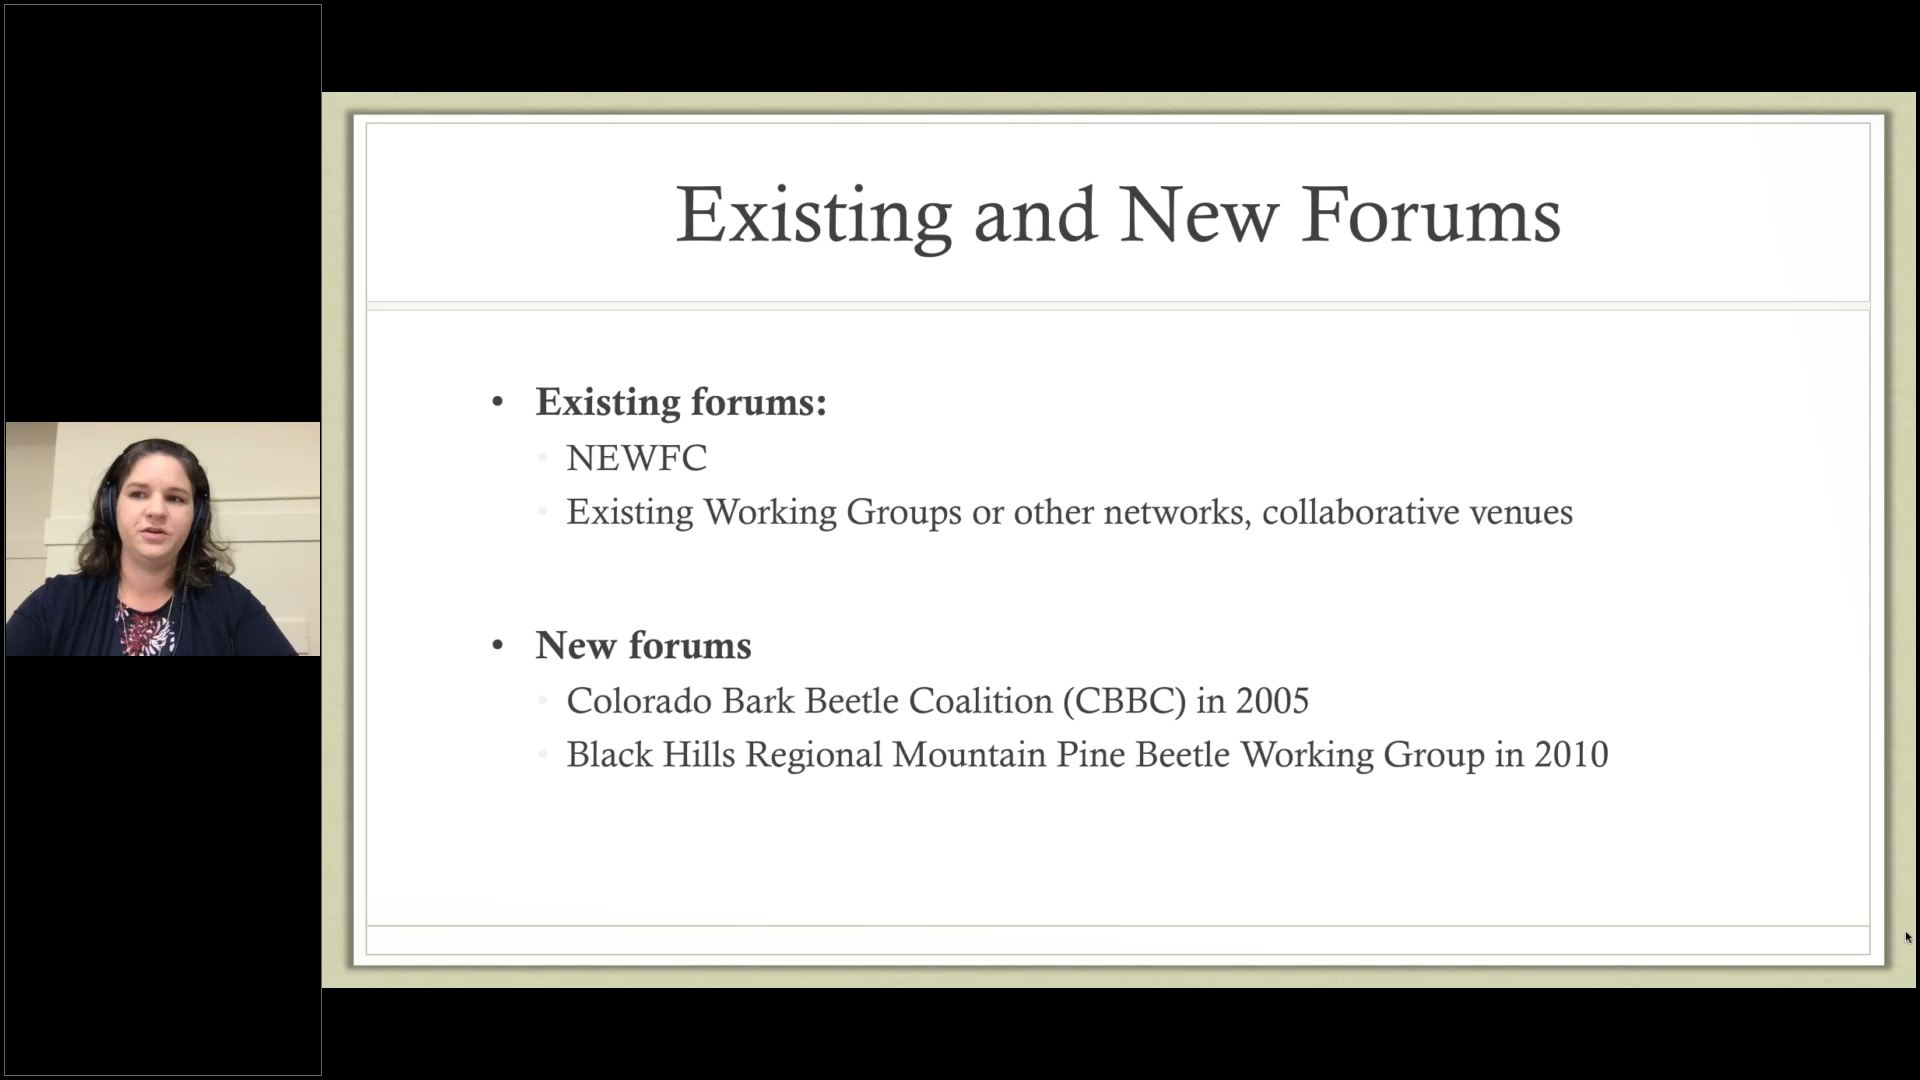 Existing and New Forums
• Existing forums:
NEWFC
Existing Working Groups or other networks, collaborative venues
• New forums
Colorado Bark Beetle Coalition (CBBC) in 2005
Black Hills Regional Mountain Pine Beetle Working Group in 2010